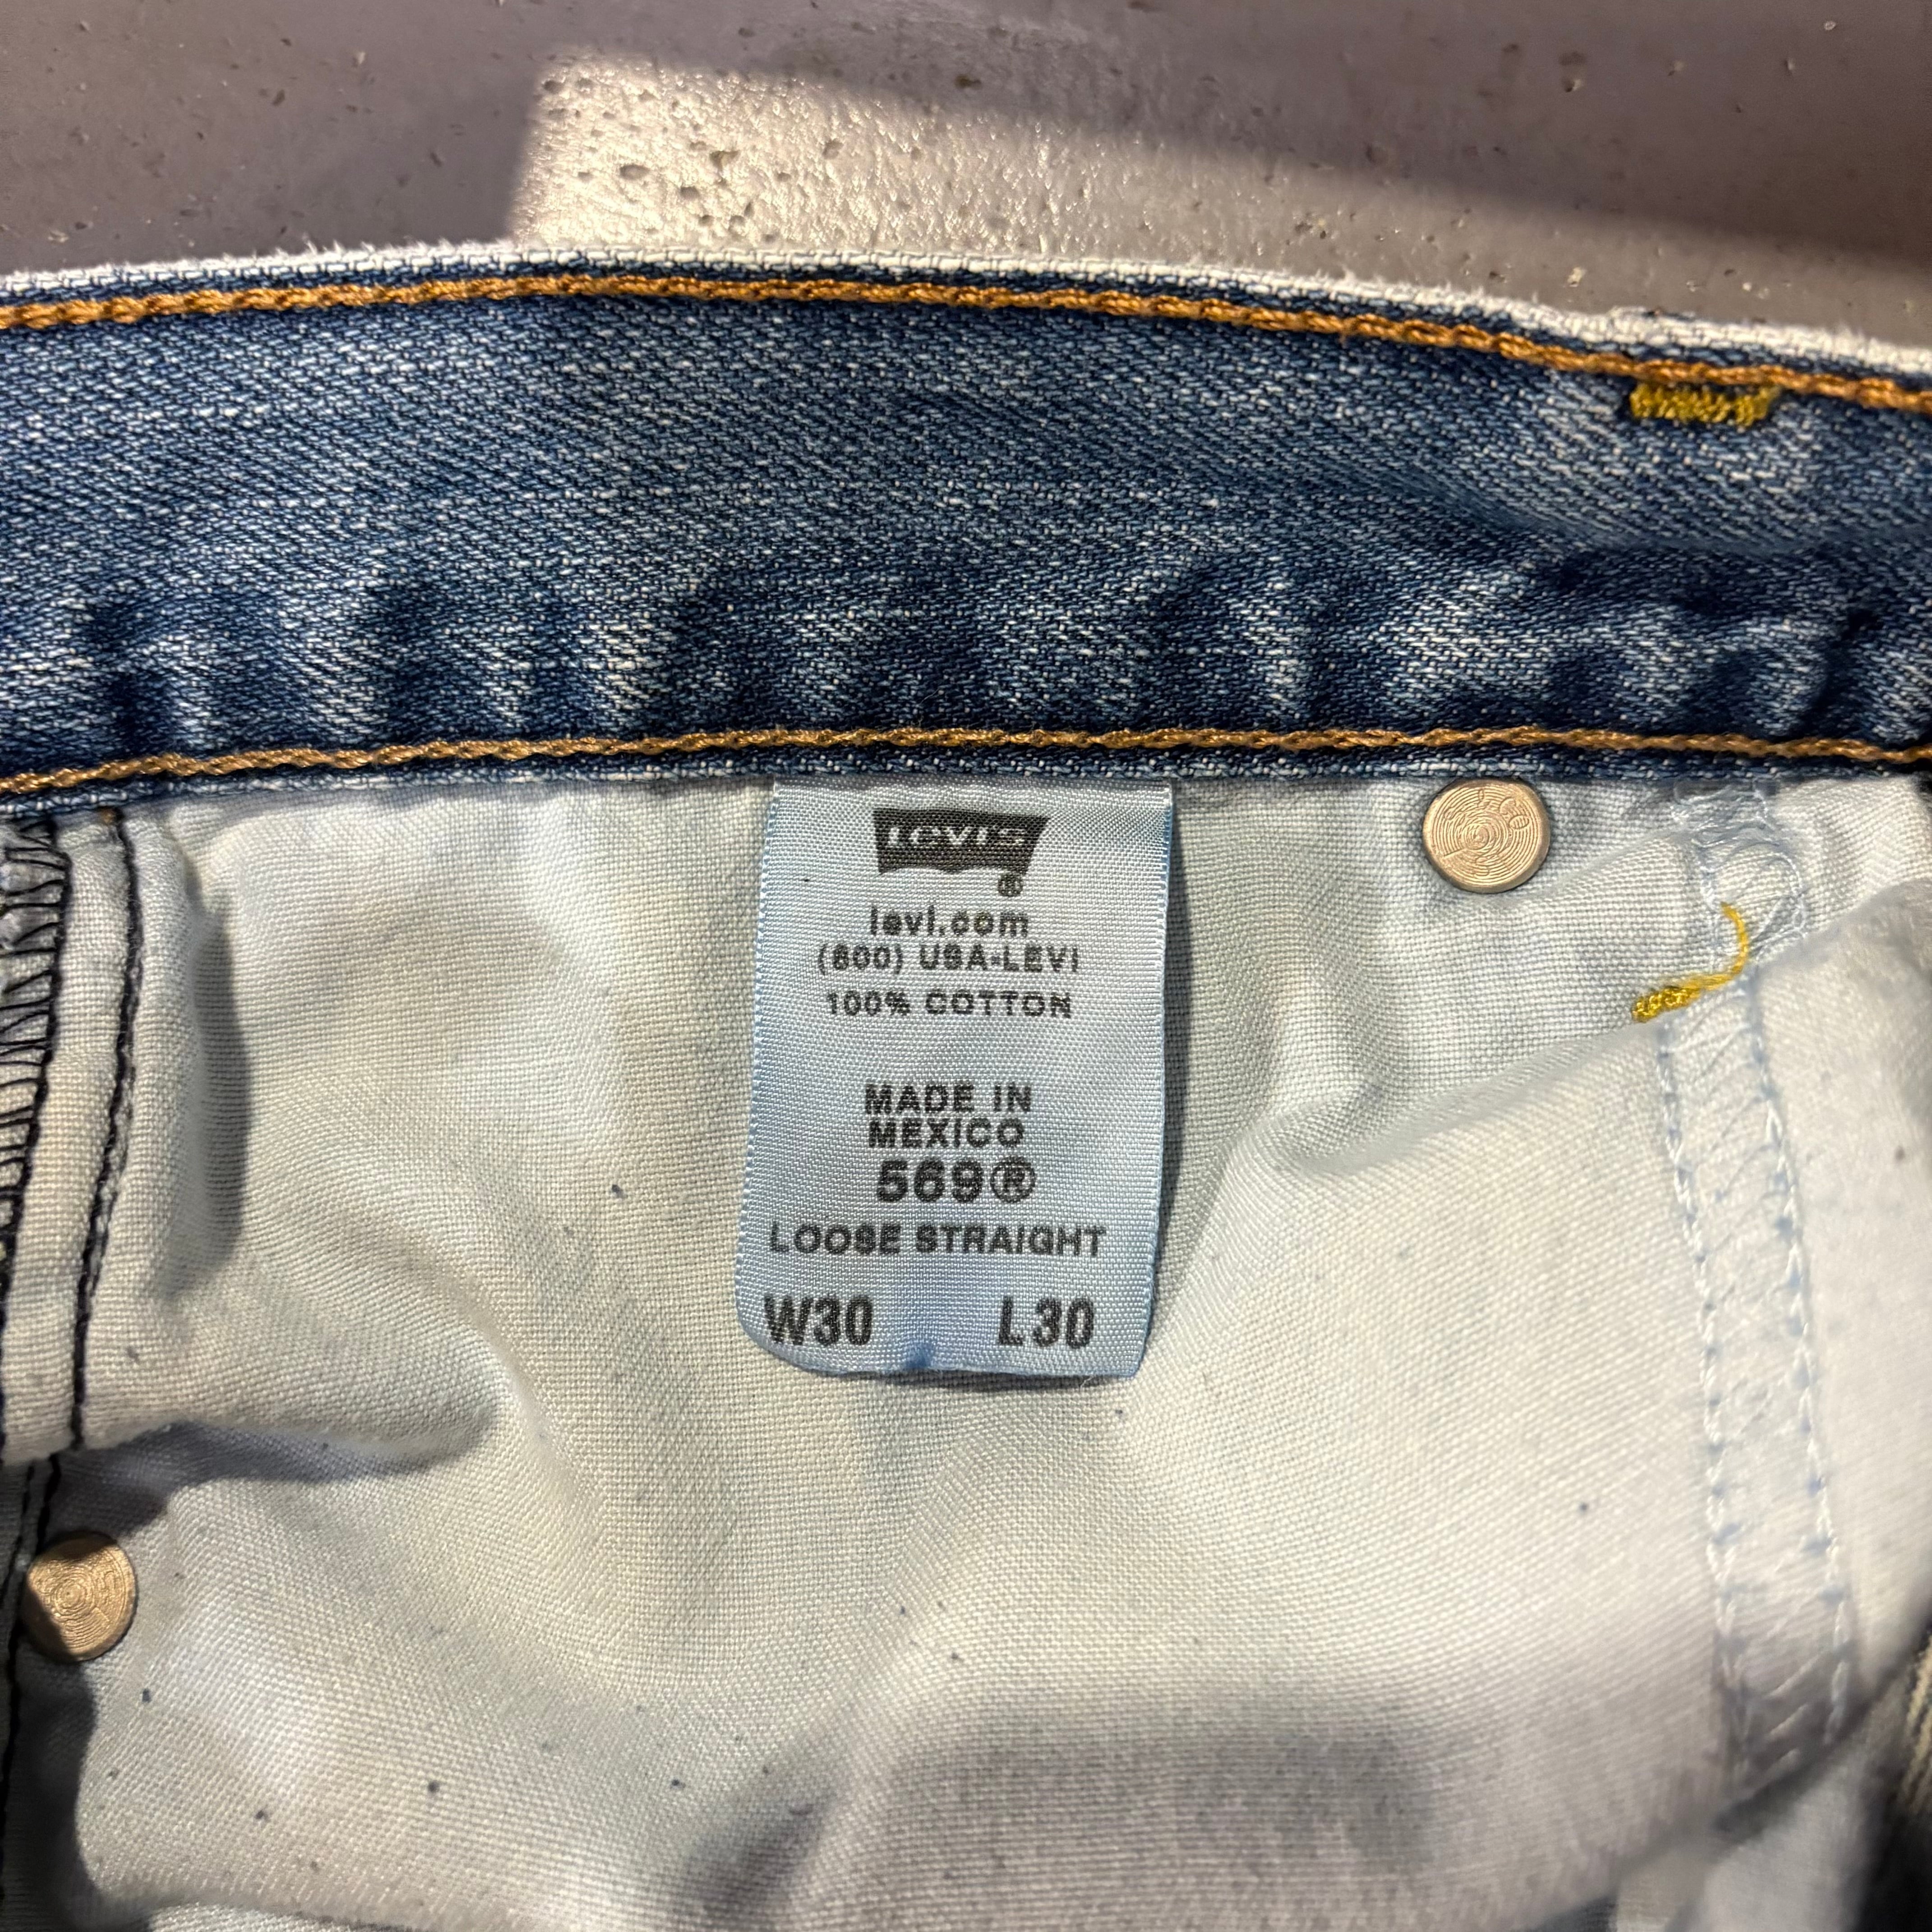 LEVI'S
®
levi.com
(800) USA-LEVI
100% COTTON
MADE IN
MEXICO
569®
LOOSE STRAIGHT
W30 L30